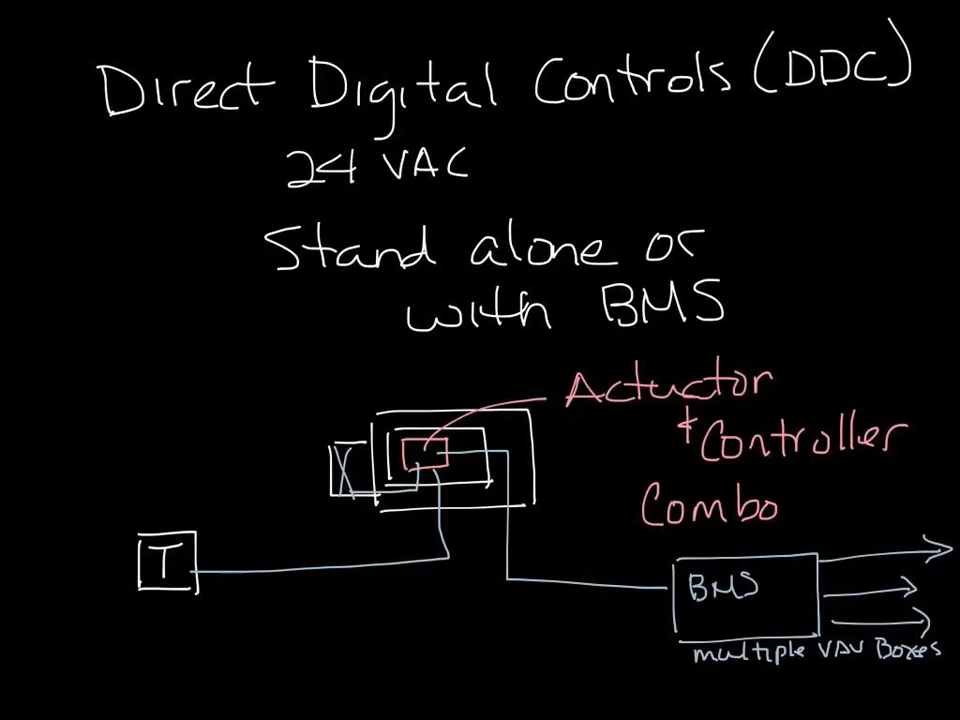 Direct Digital Controls (DDC)
24 VAC
Stand alone or
with BMS
Actuator
+ Controller
Combo
T
BMS
multiple VAV Boxes